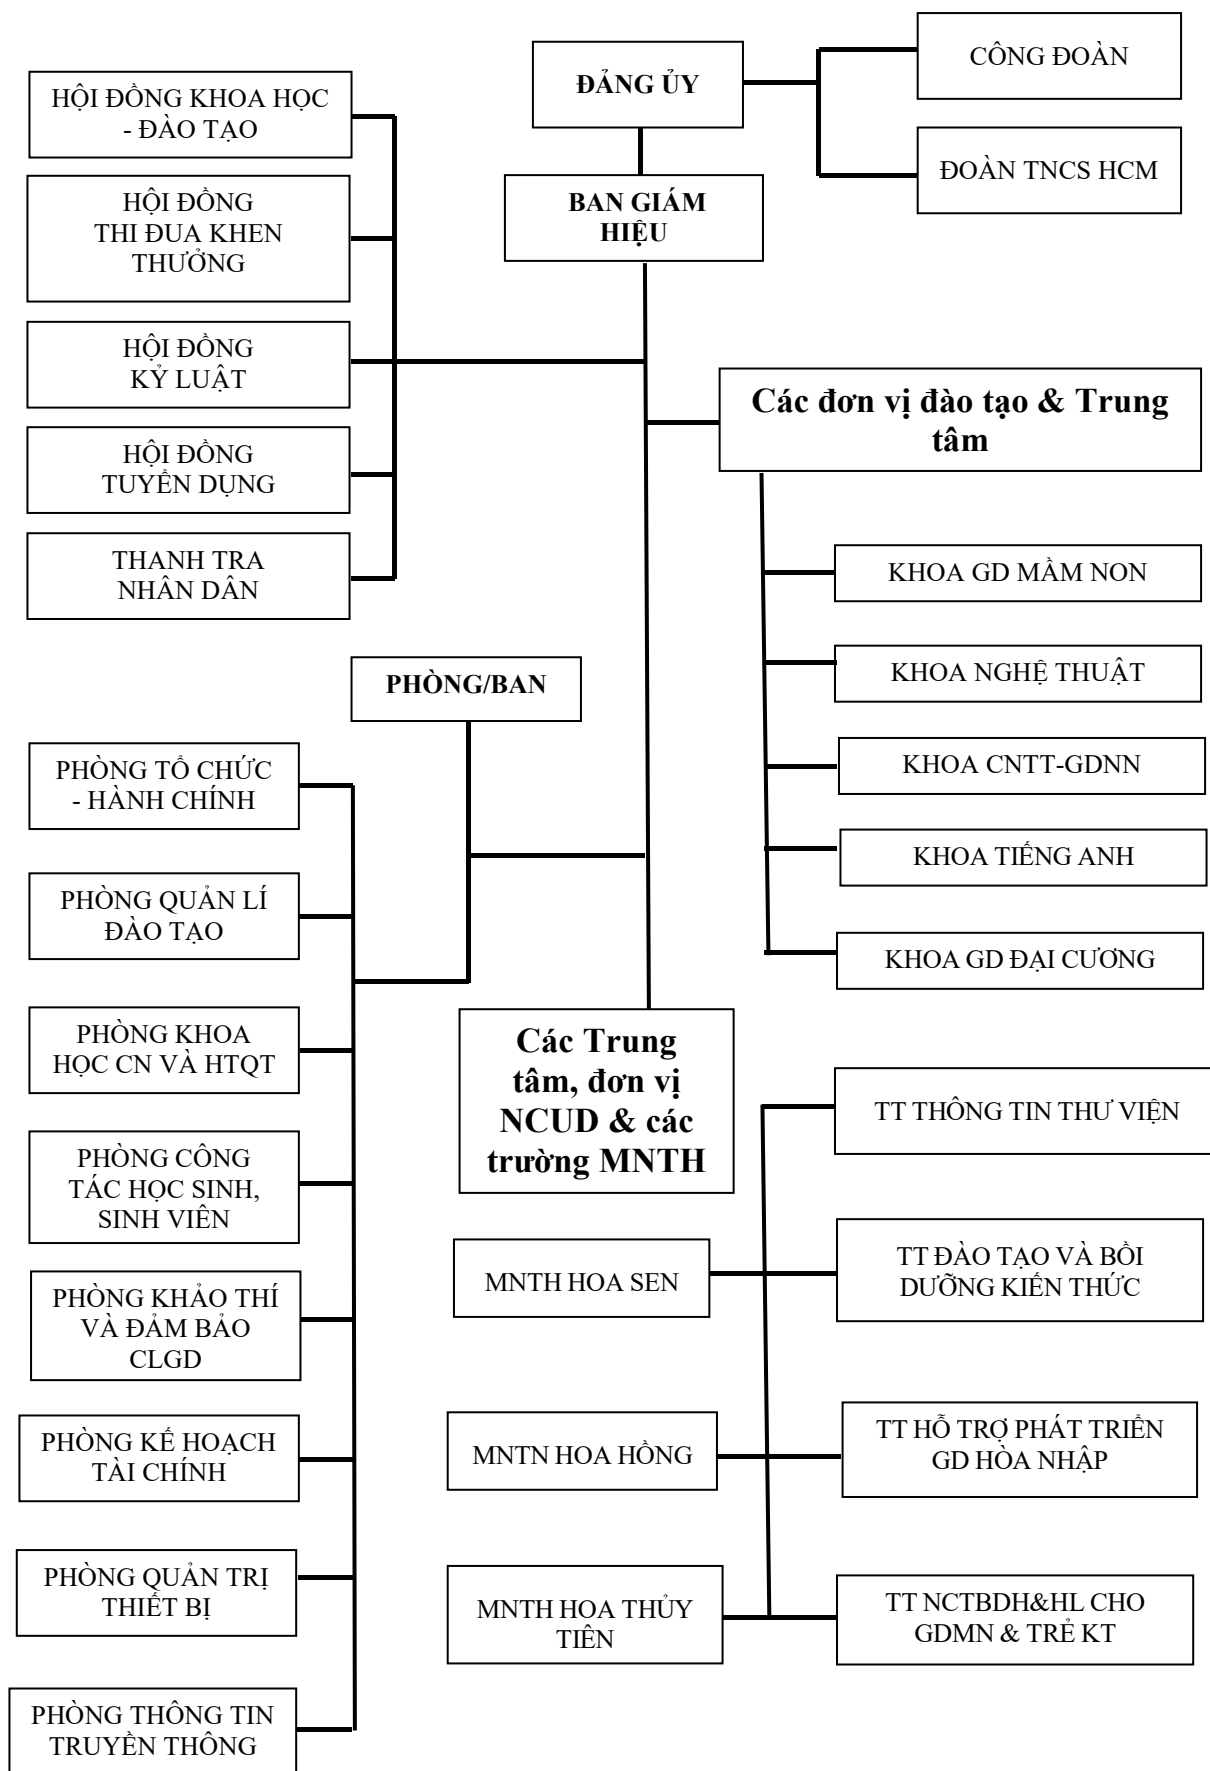 ĐẢNG ỦY
CÔNG ĐOÀN
ĐOÀN TNCS HCM
BAN GIÁM
HIỆU
HỘI ĐỒNG KHOA HỌC
- ĐÀO TẠO
HỘI ĐỒNG
THI ĐUA KHEN
THƯỞNG
HỘI ĐỒNG
KỶ LUẬT
HỘI ĐỒNG
TUYỂN DỤNG
THANH TRA
NHÂN DÂN
Các đơn vị đào tạo & Trung
tâm
KHOA GD MẦM NON
KHOA NGHỆ THUẬT
KHOA CNTT-GDNN
KHOA TIẾNG ANH
KHOA GD ĐẠI CƯƠNG
PHÒNG/BAN
PHÒNG TỔ CHỨC
- HÀNH CHÍNH
PHÒNG QUẢN LÍ
ĐÀO TẠO
PHÒNG KHOA
HỌC CN VÀ HTQT
PHÒNG CÔNG
TÁC HỌC SINH,
SINH VIÊN
PHÒNG KHẢO THÍ
VÀ ĐẢM BẢO
CLGD
PHÒNG KẾ HOẠCH
TÀI CHÍNH
PHÒNG QUẢN TRỊ
THIẾT BỊ
PHÒNG THÔNG TIN
TRUYỀN THÔNG
Các Trung
tâm, đơn vị
NCUD & các
trường MNTH
MNTH HOA SEN
MNTN HOA HỒNG
MNTH HOA THỦY
TIÊN
TT THÔNG TIN THƯ VIỆN
TT ĐÀO TẠO VÀ BỒI
DƯỠNG KIẾN THỨC
TT HỖ TRỢ PHÁT TRIỂN
GD HÒA NHẬP
TT NCTBDH&HL CHO
GDMN & TRẺ KT